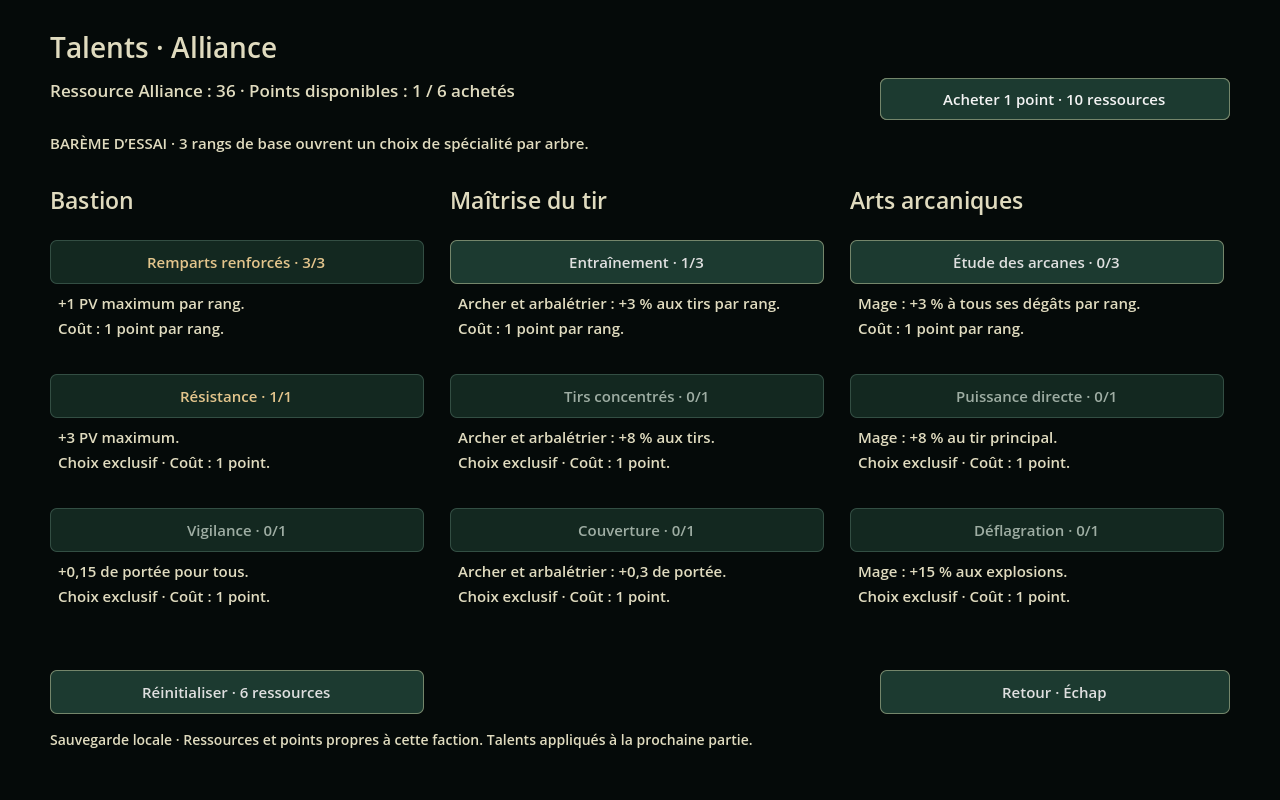 Talents · Alliance
Ressource Alliance : 36 · Points disponibles : 1 / 6 achetés
Acheter 1 point · 10 ressources
BARÈME D’ESSAI · 3 rangs de base ouvrent un choix de spécialité par arbre.
Bastion
Maîtrise du tir
Arts arcaniques
Remparts renforcés · 3/3
Entraînement · 1/3
Étude des arcanes · 0/3
+1 PV maximum par rang.
Archer et arbalétrier : +3 % aux tirs par rang.
Mage : +3 % à tous ses dégâts par rang.
Coût : 1 point par rang.
Coût : 1 point par rang.
Coût : 1 point par rang.
Résistance · 1/1
Tirs concentrés · 0/1
Puissance directe · 0/1
+3 PV maximum.
Archer et arbalétrier : +8 % aux tirs.
Mage : +8 % au tir principal.
Choix exclusif · Coût : 1 point.
Choix exclusif · Coût : 1 point.
Choix exclusif · Coût : 1 point.
Vigilance · 0/1
Couverture · 0/1
Déflagration · 0/1
+0,15 de portée pour tous.
Archer et arbalétrier : +0,3 de portée.
Mage : +15 % aux explosions.
Choix exclusif · Coût : 1 point.
Choix exclusif · Coût : 1 point.
Choix exclusif · Coût : 1 point.
Réinitialiser · 6 ressources
Retour · Échap
Sauvegarde locale · Ressources et points propres à cette faction. Talents appliqués à la prochaine partie.